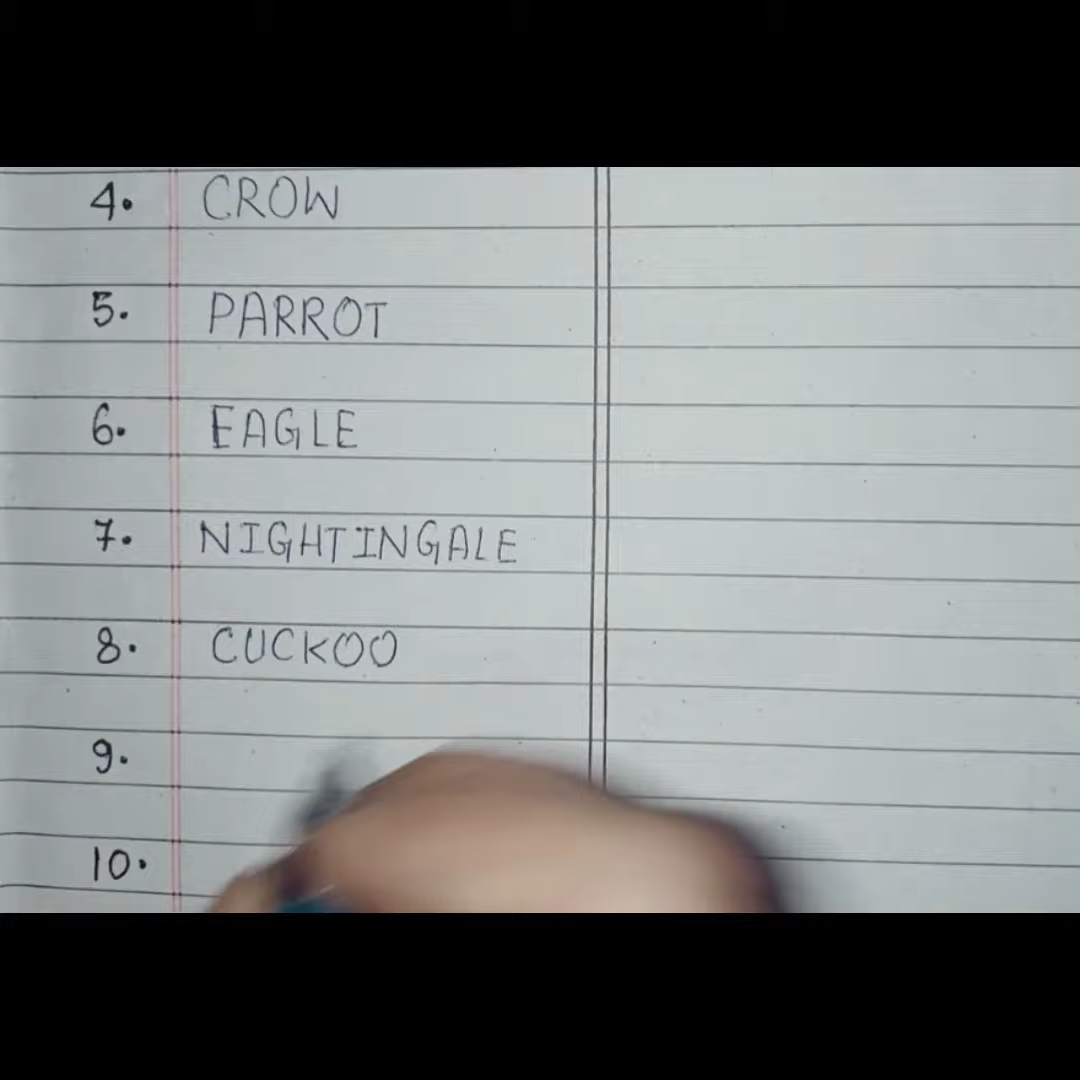 4. CROW
5. PARROT
6. EAGLE
7. NIGHTINGALE
8. CUCKOO
9.
10.